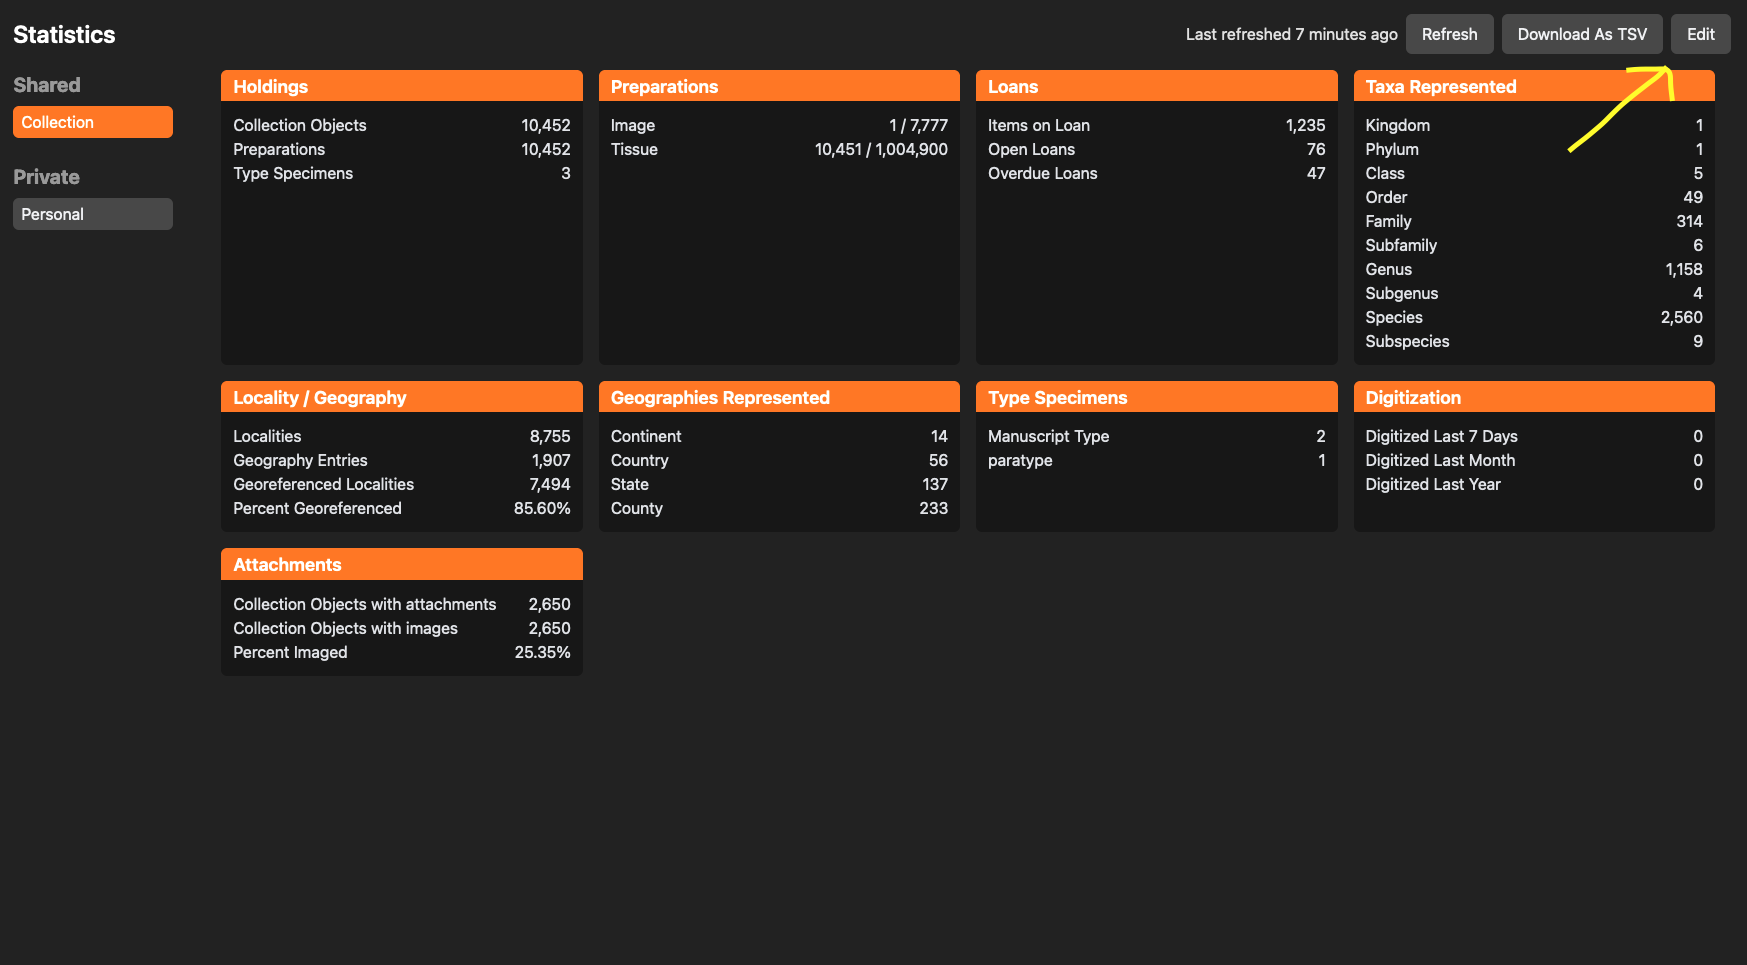 Statistics
Last refreshed 7 minutes ago
Refresh
Download As TSV
Edit
Shared
Collection
Private
Personal
Holdings
Collection Objects 10,452
Preparations 10,452
Type Specimens 3
Preparations
Image 1 / 7,777
Tissue 10,451 / 1,004,900
Loans
Items on Loan 1,235
Open Loans 76
Overdue Loans 47
Taxa Represented
Kingdom 1
Phylum 1
Class 5
Order 49
Family 314
Subfamily 6
Genus 1,158
Subgenus 4
Species 2,560
Subspecies 9
Locality / Geography
Localities 8,755
Geography Entries 1,907
Georeferenced Localities 7,494
Percent Georeferenced 85.60%
Geographies Represented
Continent 14
Country 56
State 137
County 233
Type Specimens
Manuscript Type 2
paratype 1
Digitization
Digitized Last 7 Days 0
Digitized Last Month 0
Digitized Last Year 0
Attachments
Collection Objects with attachments 2,650
Collection Objects with images 2,650
Percent Imaged 25.35%